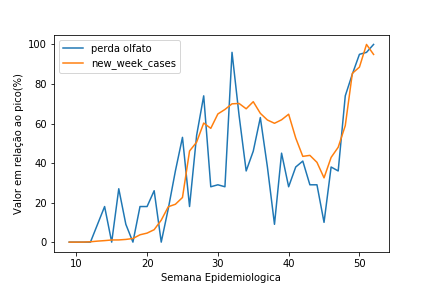 perda olfato
new_week_cases
100
80
60
40
20
0
Valor em relação ao pico(%)
10
20
30
40
50
Semana Epidemiologica